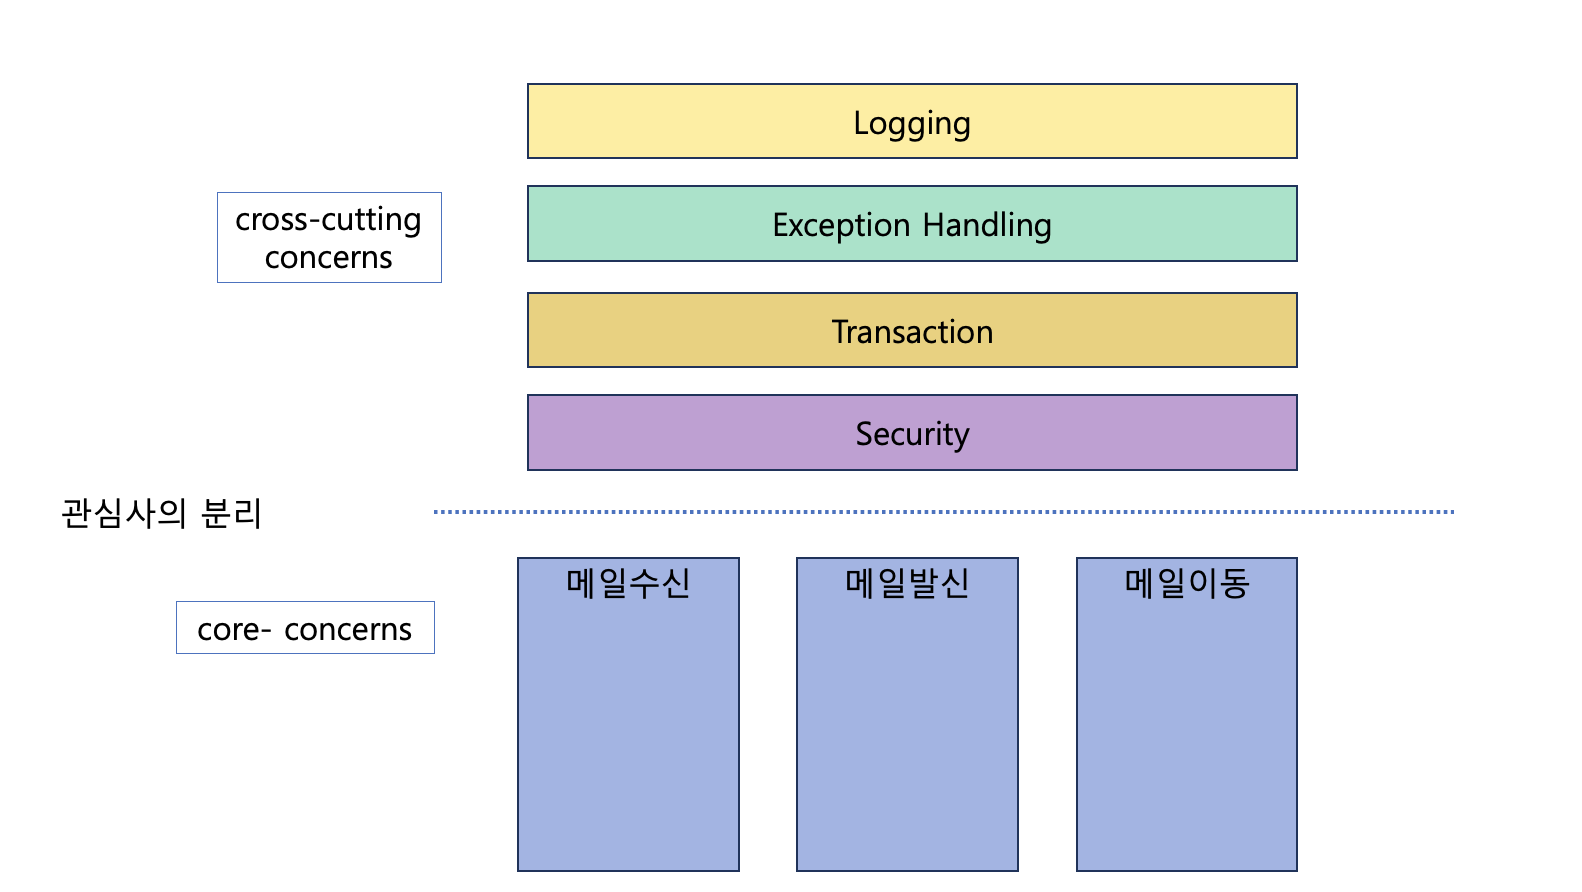 Logging
cross-cutting
concerns
Exception Handling
Transaction
Security
관심사의 분리
메일수신
메일발신
메일이동
core- concerns